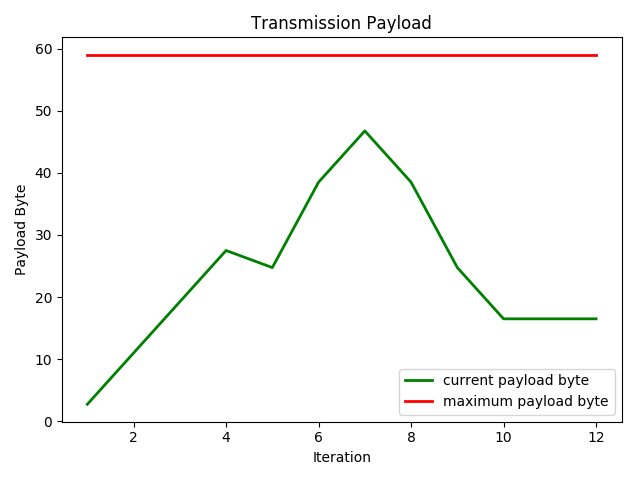 Transmission Payload
60
50
40
30
20
10
0
Payload Byte
2 4 6 8 10 12
Iteration
current payload byte
maximum payload byte